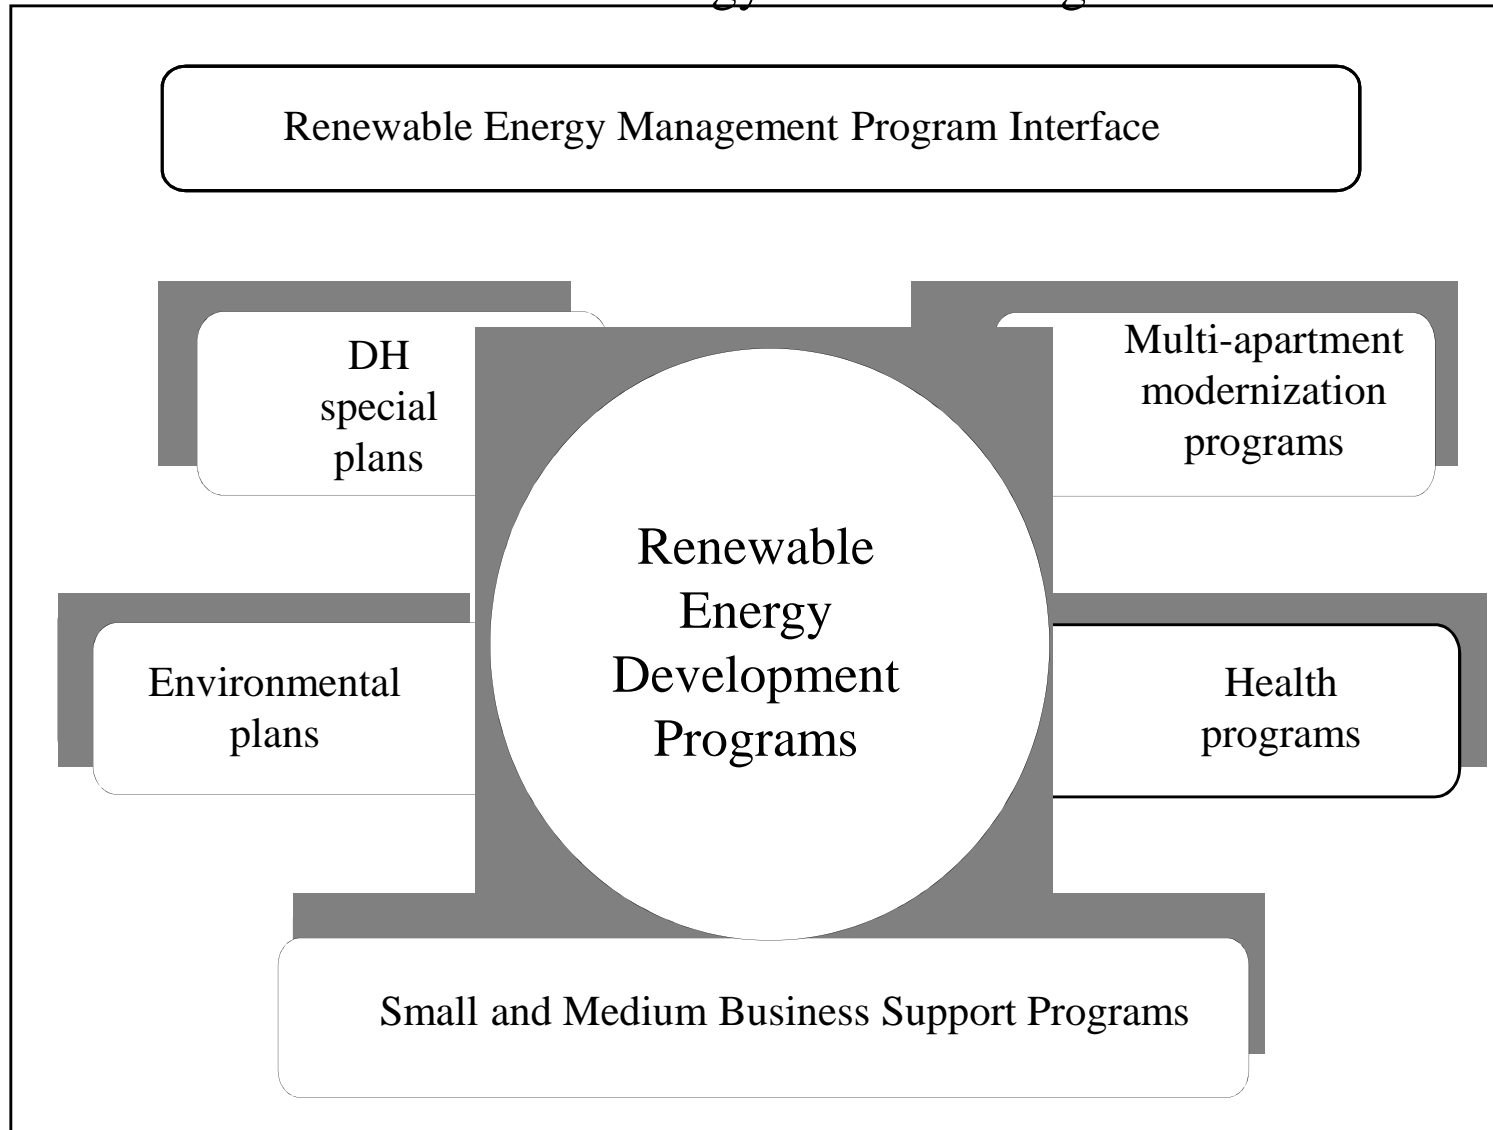 Renewable Energy Management Program Interface
DH
special
plans
Multi-apartment
modernization
programs
Renewable
Energy
Development
Programs
Environmental
plans
Health
programs
Small and Medium Business Support Programs